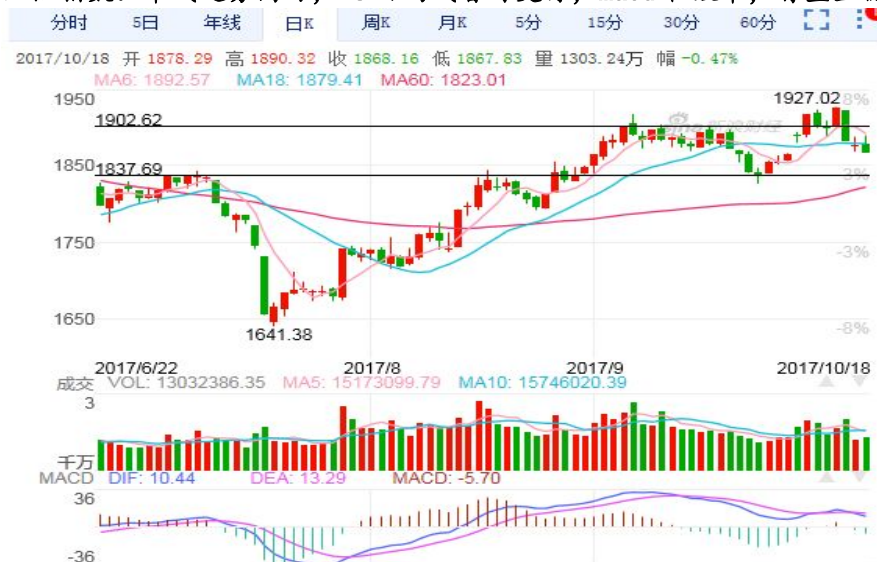 分时 5日 年线 日K 周K 月K 5分 15分 30分 60分
2017/10/18 开 1878.29 高 1890.32 收 1868.16 低 1867.83 量 1303.24万 幅 -0.47%
MA6: 1892.57 MA18: 1879.41 MA60: 1823.01
1950 1927.02 8%
1902.62
新浪财经
1850 3%
1837.69
1750 -3%
1650 -8%
1641.38
2017/6/22 2017/8 2017/9 2017/10/18
成交 VOL: 13032386.35 MA5: 15173099.79 MA10: 15746020.39
3
千万
MACD DIF: 10.44 DEA: 13.29 MACD: -5.70
36
-36